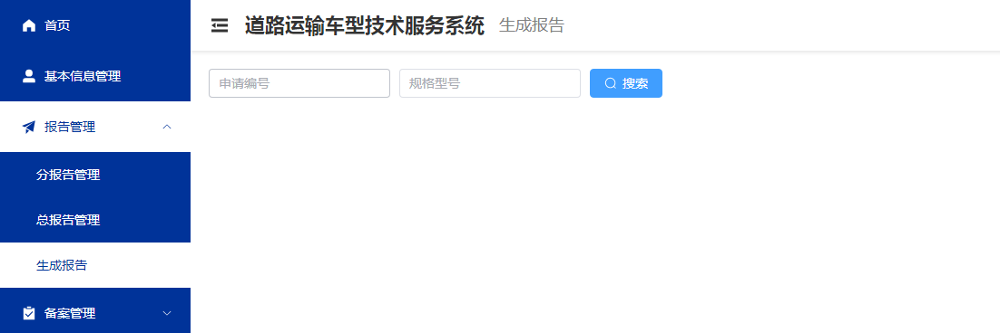 首页
基本信息管理
报告管理
分报告管理
总报告管理
生成报告
备案管理
道路运输车型技术服务系统 生成报告
申请编号 规格型号 搜索